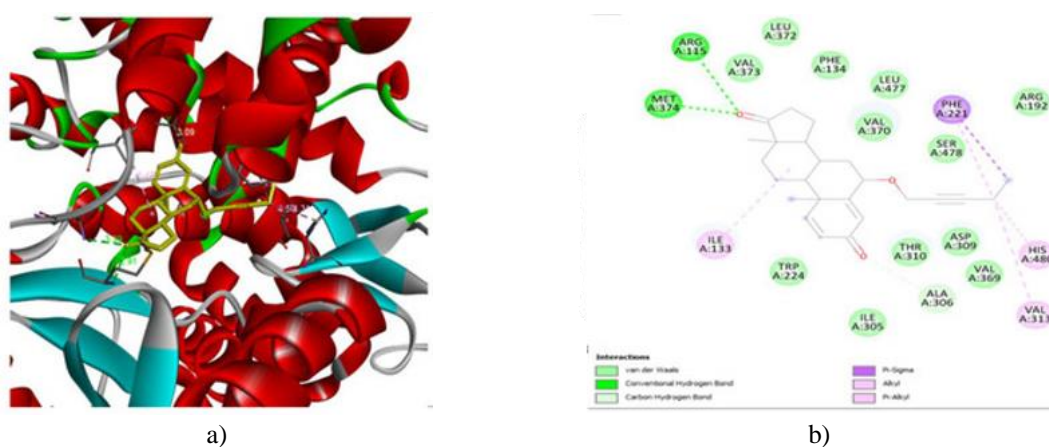 3.09
LEU
A:372
ARG
A:115
VAL
A:373
PHE
A:134
LEU
A:477
MET
A:374
PHE
A:221
ARG
A:192
VAL
A:370
SER
A:478
ILE
A:133
THR
A:310
ASP
A:309
HIS
A:480
TRP
A:224
VAL
A:369
ALA
A:306
VAL
A:313
ILE
A:305
Interactions
van der Waals
Conventional Hydrogen Bond
Carbon Hydrogen Bond
Pi-Sigma
Alkyl
Pi-Alkyl
a)
b)